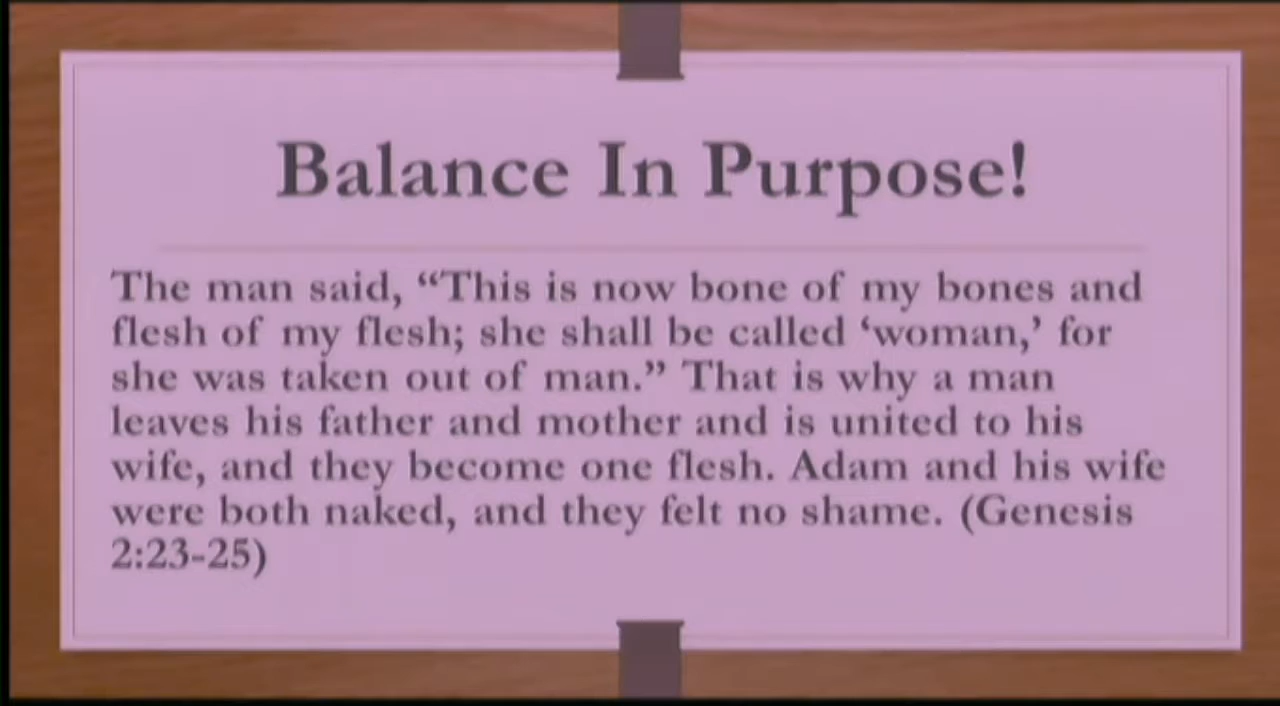 Balance In Purpose!
The man said, “This is now bone of my bones and
flesh of my flesh; she shall be called ‘woman,’ for
she was taken out of man.” That is why a man
leaves his father and mother and is united to his
wife, and they become one flesh. Adam and his wife
were both naked, and they felt no shame. (Genesis
2:23-25)